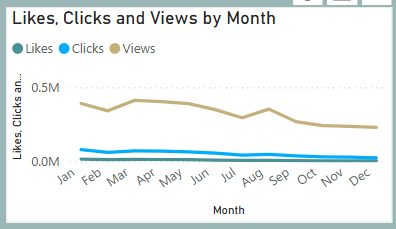 Likes, Clicks and Views by Month
Likes Clicks Views
Likes, Clicks an...
0.5M
0.0M
Jan Feb Mar Apr May Jun Jul Aug Sep Oct Nov Dec
Month